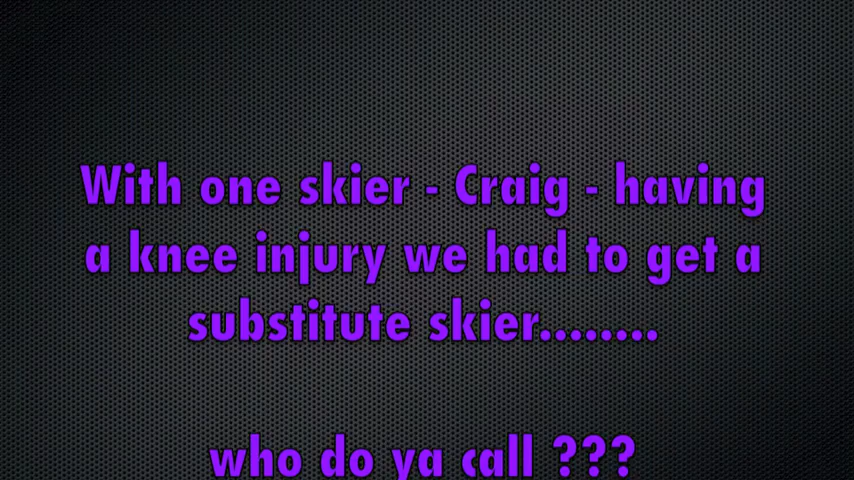 With one skier - Craig - having
a knee injury we had to get a
substitute skier........
who do ya call ???